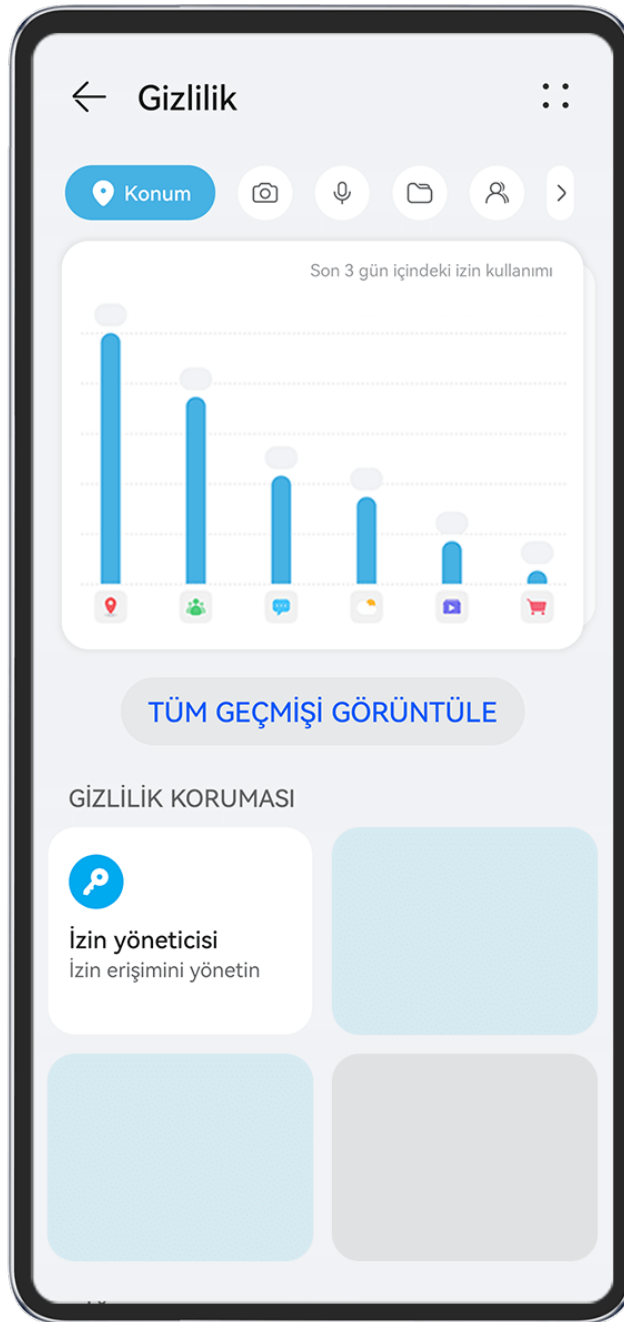 Gizlilik
Konum
Son 3 gün içindeki izin kullanımı
TÜM GEÇMİŞİ GÖRÜNTÜLE
GİZLİLİK KORUMASI
İzin yöneticisi
İzin erişimini yönetin